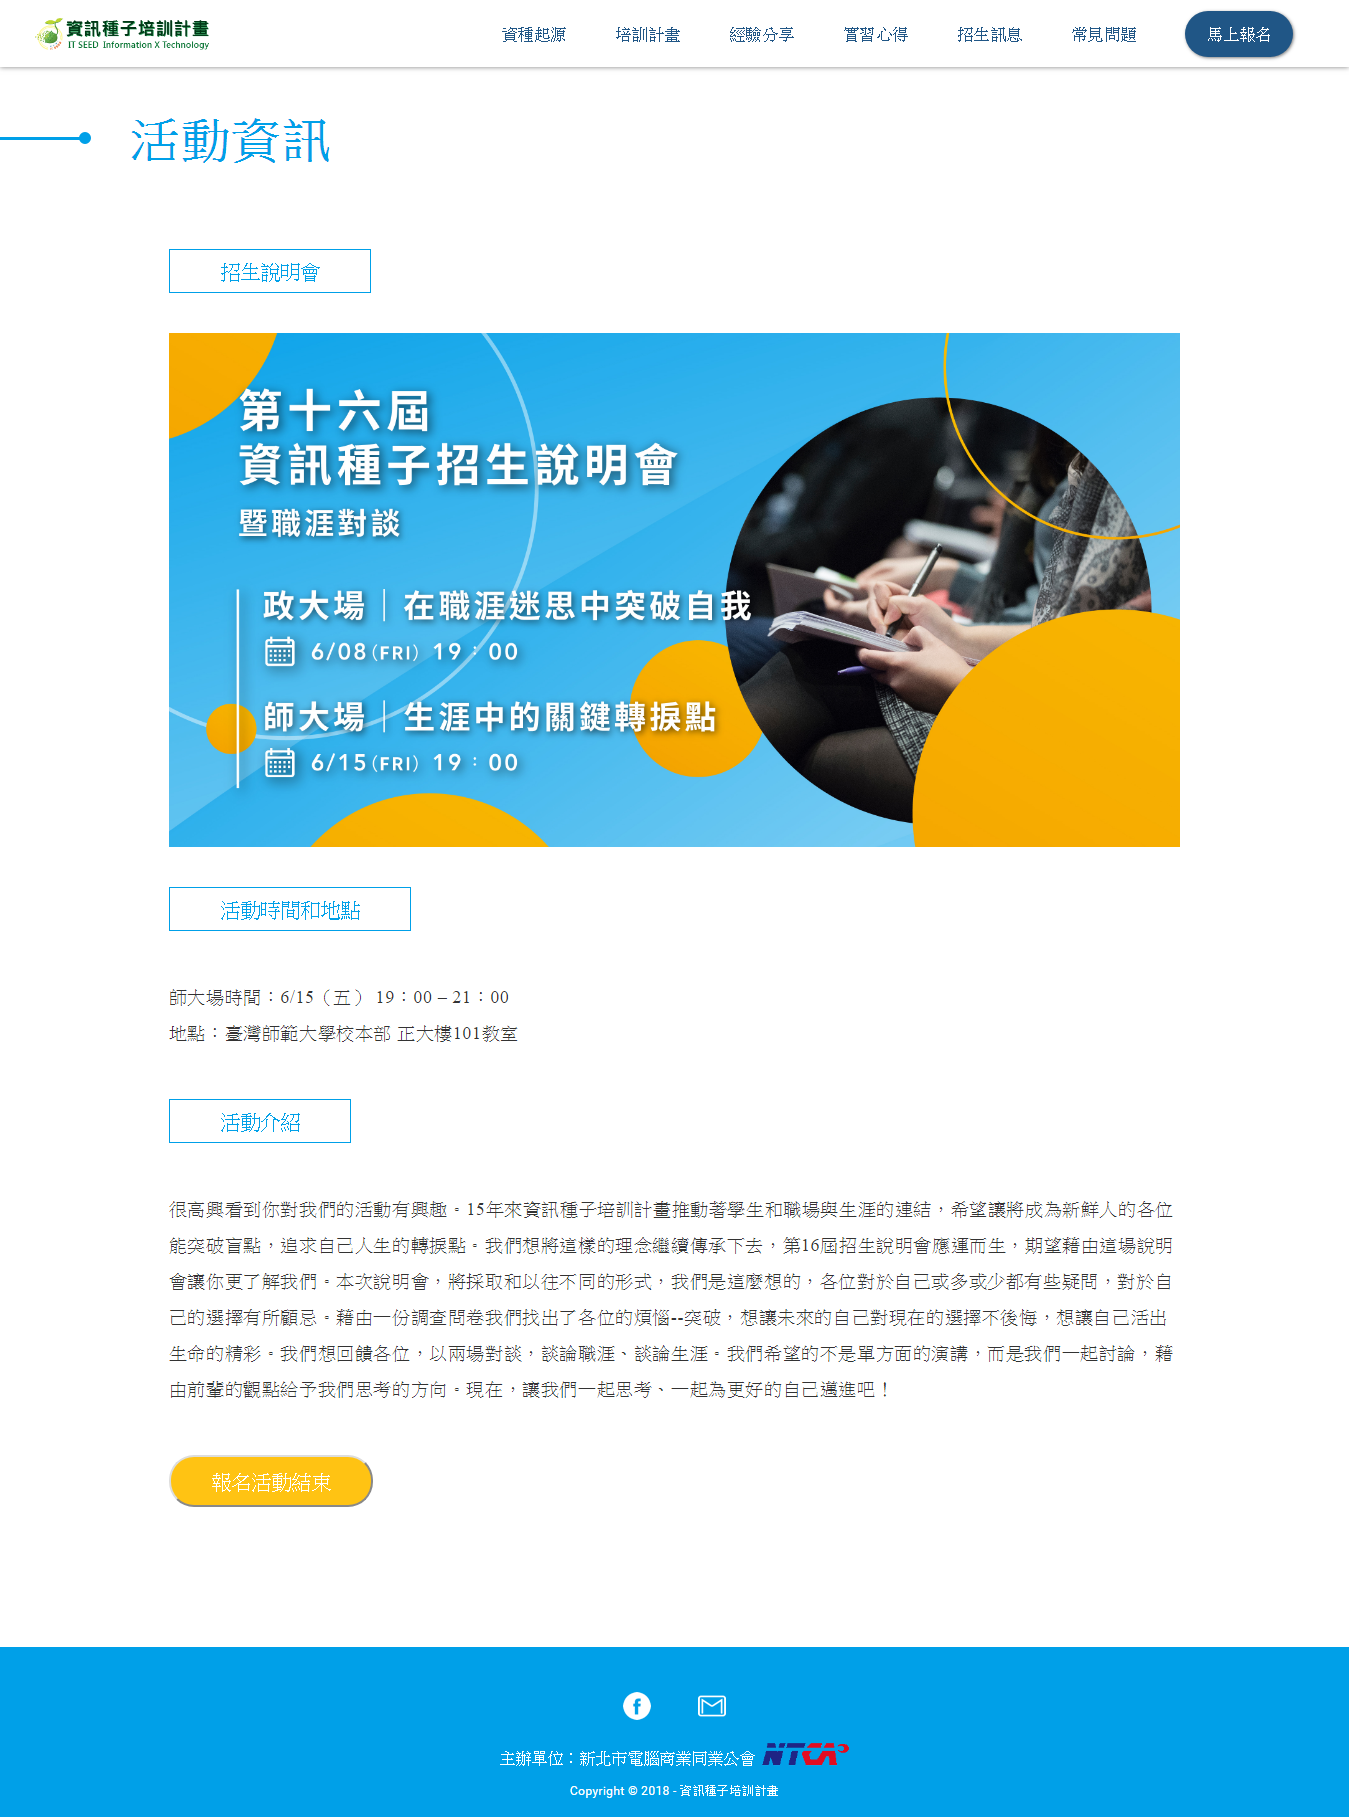 資訊種子培訓計畫
IT SEED Information X Technology
資種起源
培訓計畫
經驗分享
實習心得
招生訊息
常見問題
馬上報名
活動資訊
招生說明會
第十六屆
資訊種子招生說明會
暨職涯對談
政大場｜在職涯迷思中突破自我
6/08(FRI) 19：00
師大場｜生涯中的關鍵轉捩點
6/15(FRI) 19：00
活動時間和地點
師大場時間：6/15（五） 19：00 – 21：00
地點：臺灣師範大學校本部 正大樓101教室
活動介紹
很高興看到你對我們的活動有興趣。15年來資訊種子培訓計畫推動著學生和職場與生涯的連結，希望讓將成為新鮮人的各位
能突破盲點，追求自己人生的轉捩點。我們想將這樣的理念繼續傳承下去，第16屆招生說明會應運而生，期望藉由這場說明
會讓你更了解我們。本次說明會，將採取和以往不同的形式，我們是這麼想的，各位對於自己或多或少都有些疑問，對於自
己的選擇有所顧忌。藉由一份調查問卷我們找出了各位的煩惱--突破，想讓未來的自己對現在的選擇不後悔，想讓自己活出
生命的精彩。我們想回饋各位，以兩場對談，談論職涯、談論生涯。我們希望的不是單方面的演講，而是我們一起討論，藉
由前輩的觀點給予我們思考的方向。現在，讓我們一起思考、一起為更好的自己邁進吧！
報名活動結束
主辦單位：新北市電腦商業同業公會 NTCA
Copyright © 2018 - 資訊種子培訓計畫